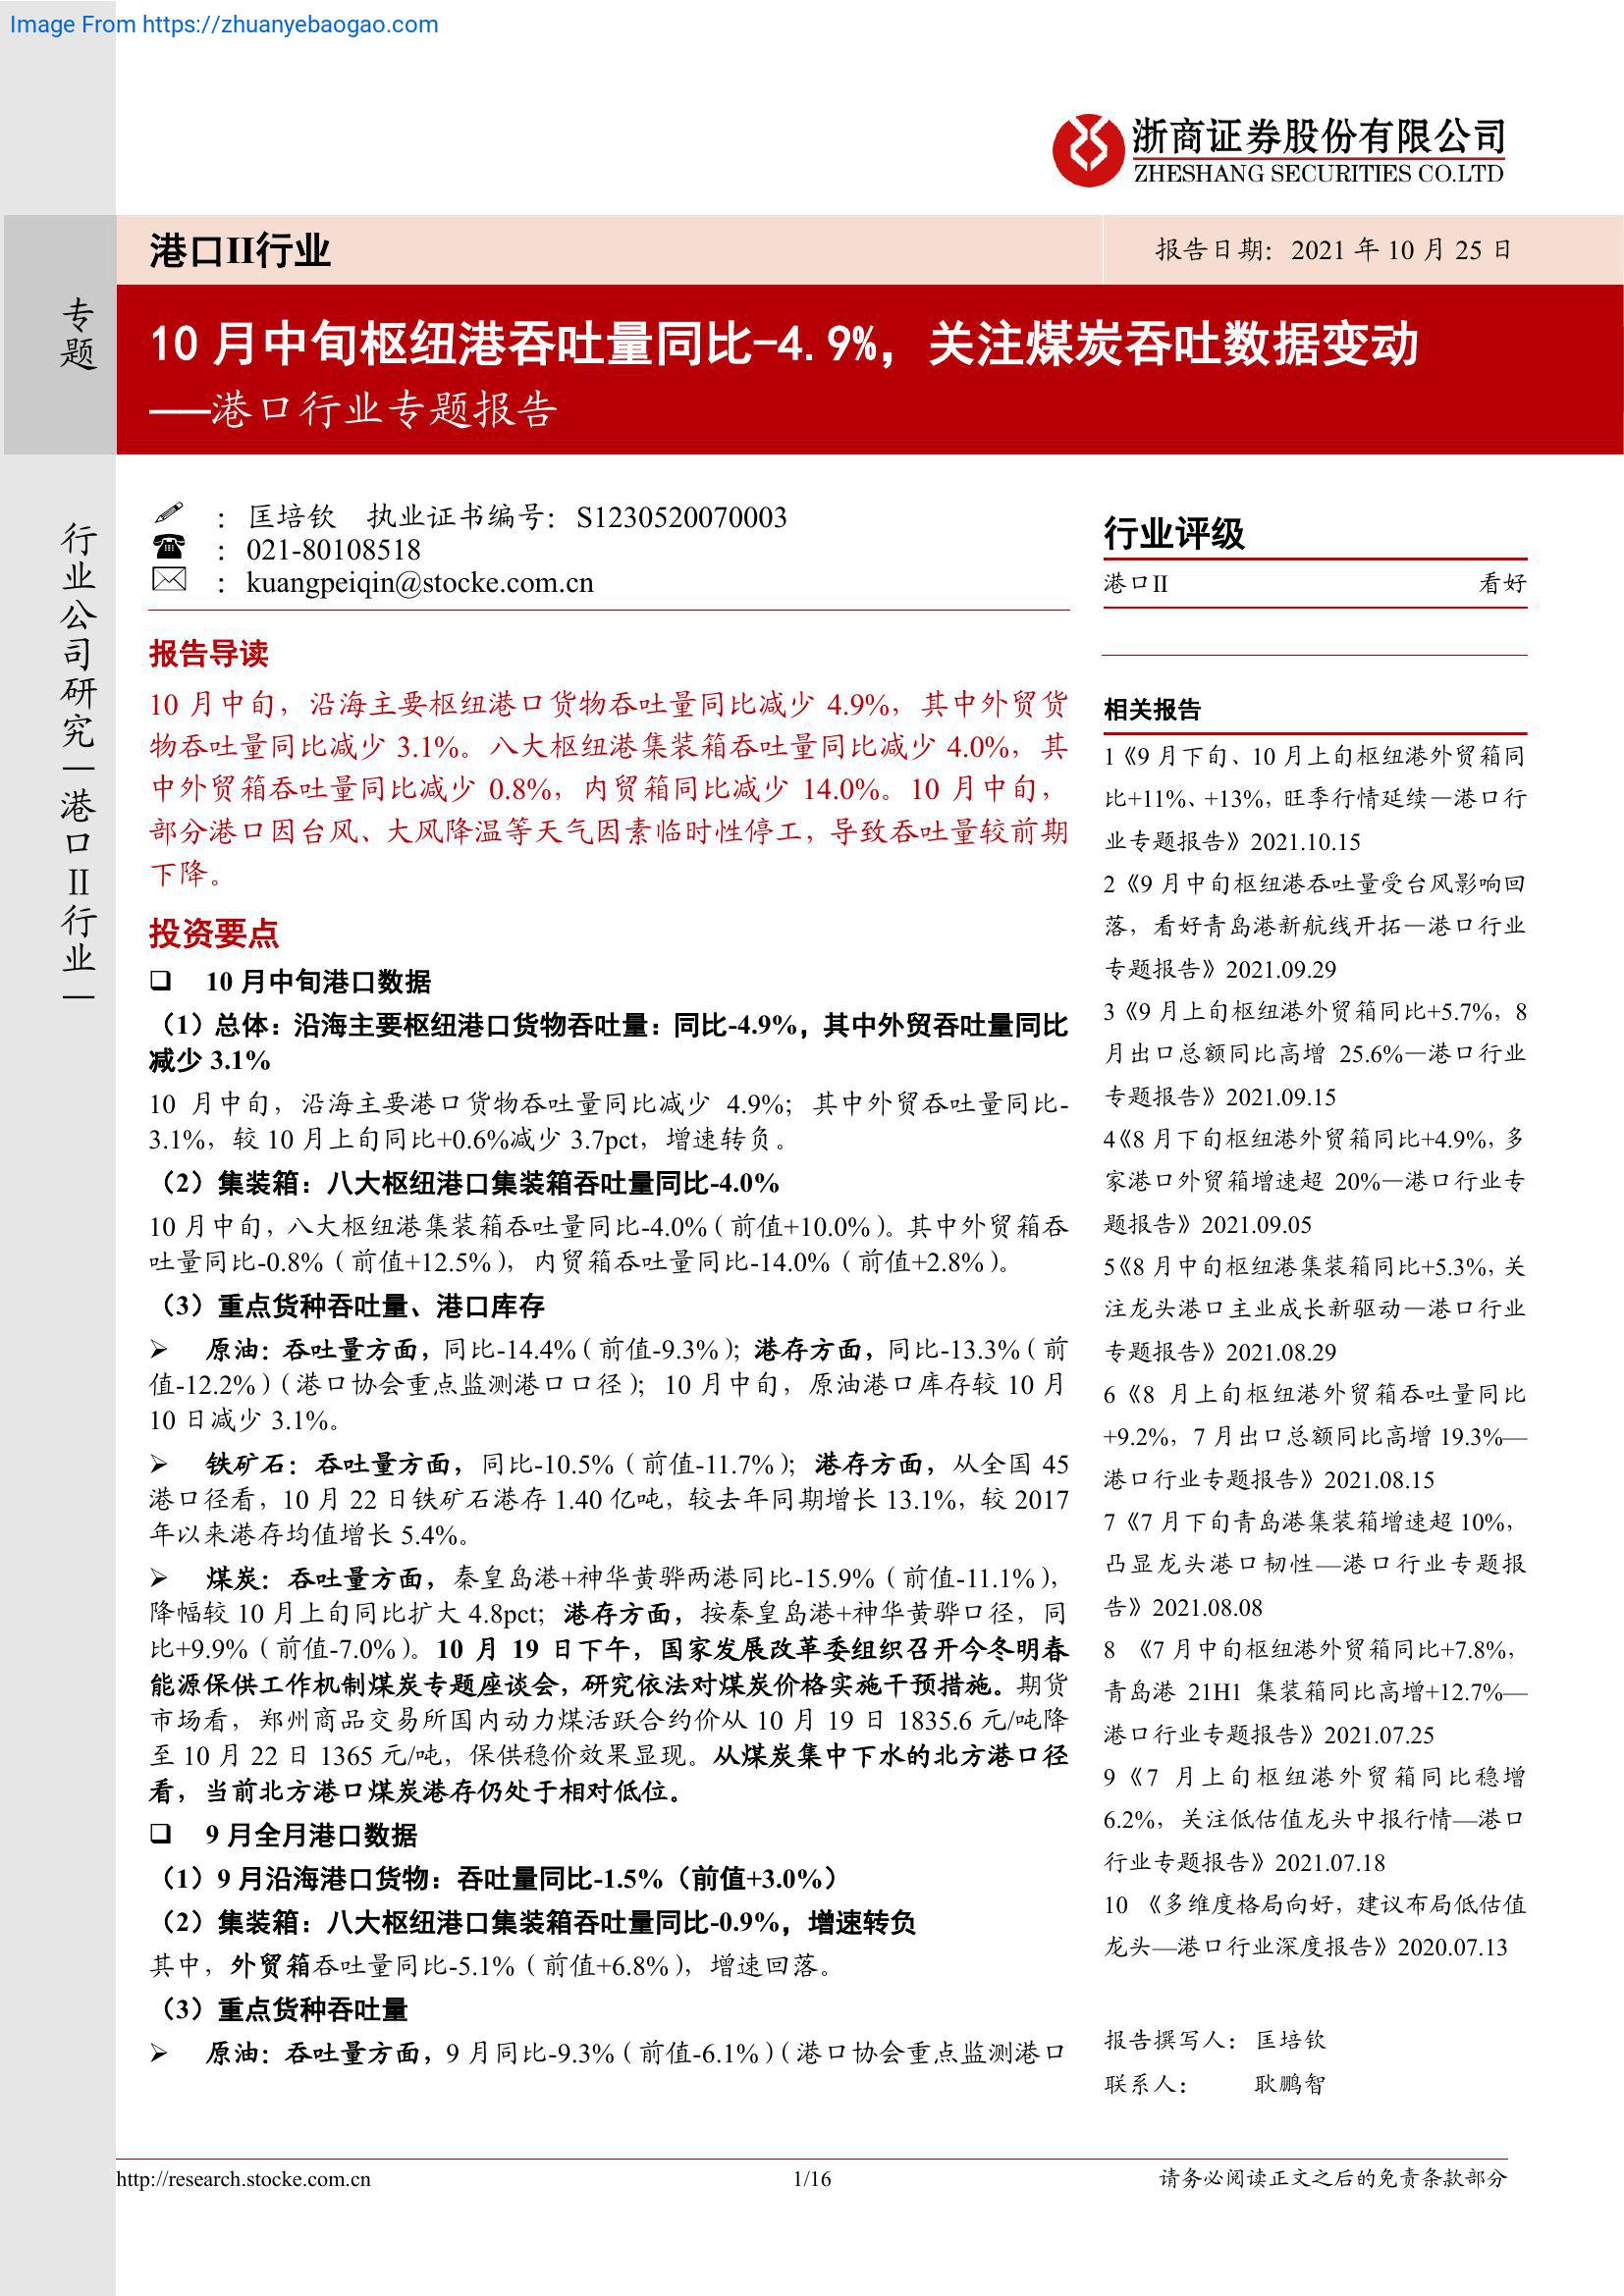 Image From https://zhuanyebaogao.com
浙商证券股份有限公司
ZHESHANG SECURITIES CO.LTD
港口II行业
报告日期：2021 年 10 月 25 日
专题
10 月中旬枢纽港吞吐量同比-4.9%，关注煤炭吞吐数据变动
——港口行业专题报告
行业公司研究|港口II行业|
：匡培钦 执业证书编号：S1230520070003
：021-80108518
：kuangpeiqin@stocke.com.cn
报告导读
10 月中旬，沿海主要枢纽港口货物吞吐量同比减少 4.9%，其中外贸货
物吞吐量同比减少 3.1%。八大枢纽港集装箱吞吐量同比减少 4.0%，其
中外贸箱吞吐量同比减少 0.8%，内贸箱同比减少 14.0%。10 月中旬，
部分港口因台风、大风降温等天气因素临时性停工，导致吞吐量较前期
下降。
投资要点
❑ 10 月中旬港口数据
（1）总体：沿海主要枢纽港口货物吞吐量：同比-4.9%，其中外贸吞吐量同比
减少 3.1%
10 月中旬，沿海主要港口货物吞吐量同比减少 4.9%；其中外贸吞吐量同比-
3.1%，较 10 月上旬同比+0.6%减少 3.7pct，增速转负。
（2）集装箱：八大枢纽港口集装箱吞吐量同比-4.0%
10 月中旬，八大枢纽港集装箱吞吐量同比-4.0%（前值+10.0%）。其中外贸箱吞
吐量同比-0.8%（前值+12.5%），内贸箱吞吐量同比-14.0%（前值+2.8%）。
（3）重点货种吞吐量、港口库存
➢ 原油：吞吐量方面，同比-14.4%（前值-9.3%）；港存方面，同比-13.3%（前
值-12.2%）（港口协会重点监测港口口径）；10 月中旬，原油港口库存较 10 月
10 日减少 3.1%。
➢ 铁矿石：吞吐量方面，同比-10.5%（前值-11.7%）；港存方面，从全国 45
港口径看，10 月 22 日铁矿石港存 1.40 亿吨，较去年同期增长 13.1%，较 2017
年以来港存均值增长 5.4%。
➢ 煤炭：吞吐量方面，秦皇岛港+神华黄骅两港同比-15.9%（前值-11.1%），
降幅较 10 月上旬同比扩大 4.8pct；港存方面，按秦皇岛港+神华黄骅口径，同
比+9.9%（前值-7.0%）。10 月 19 日下午，国家发展改革委组织召开今冬明春
能源保供工作机制煤炭专题座谈会，研究依法对煤炭价格实施干预措施。期货
市场看，郑州商品交易所国内动力煤活跃合约价从 10 月 19 日 1835.6 元/吨降
至 10 月 22 日 1365 元/吨，保供稳价效果显现。从煤炭集中下水的北方港口径
看，当前北方港口煤炭港存仍处于相对低位。
❑ 9 月全月港口数据
（1）9 月沿海港口货物：吞吐量同比-1.5%（前值+3.0%）
（2）集装箱：八大枢纽港口集装箱吞吐量同比-0.9%，增速转负
其中，外贸箱吞吐量同比-5.1%（前值+6.8%），增速回落。
（3）重点货种吞吐量
➢ 原油：吞吐量方面，9 月同比-9.3%（前值-6.1%）（港口协会重点监测港口
行业评级
港口II 看好
相关报告
1《9 月下旬、10 月上旬枢纽港外贸箱同
比+11%、+13%，旺季行情延续—港口行
业专题报告》2021.10.15
2《9 月中旬枢纽港吞吐量受台风影响回
落，看好青岛港新航线开拓—港口行业
专题报告》2021.09.29
3《9 月上旬枢纽港外贸箱同比+5.7%，8
月出口总额同比高增 25.6%—港口行业
专题报告》2021.09.15
4《8 月下旬枢纽港外贸箱同比+4.9%，多
家港口外贸箱增速超 20%—港口行业专
题报告》2021.09.05
5《8 月中旬枢纽港集装箱同比+5.3%，关
注龙头港口主业成长新驱动—港口行业
专题报告》2021.08.29
6《8 月上旬枢纽港外贸箱吞吐量同比
+9.2%，7 月出口总额同比高增 19.3%—
港口行业专题报告》2021.08.15
7《7 月下旬青岛港集装箱增速超 10%，
凸显龙头港口韧性—港口行业专题报
告》2021.08.08
8 《7 月中旬枢纽港外贸箱同比+7.8%，
青岛港 21H1 集装箱同比高增+12.7%—
港口行业专题报告》2021.07.25
9《7 月上旬枢纽港外贸箱同比稳增
6.2%，关注低估值龙头中报行情—港口
行业专题报告》2021.07.18
10 《多维度格局向好，建议布局低估值
龙头—港口行业深度报告》2020.07.13
报告撰写人：匡培钦
联系人： 耿鹏智
http://research.stocke.com.cn
1/16
请务必阅读正文之后的免责条款部分